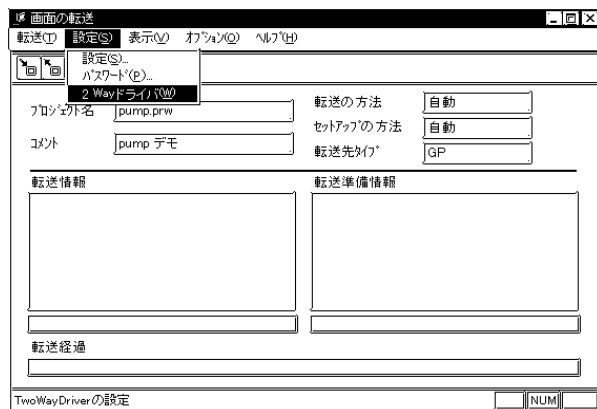 画面の転送
転送(T) 設定(S) 表示(V) オプション(O) ヘルプ(H)
設定(S)...
パスワード(P)...
2 Wayドライバ(W)
プロジェクト名 pump.prw
コメント pump デモ
転送の方法 自動
セットアップの方法 自動
転送先タイプ GP
転送情報 転送準備情報
転送経過
TwoWayDriverの設定 NUM